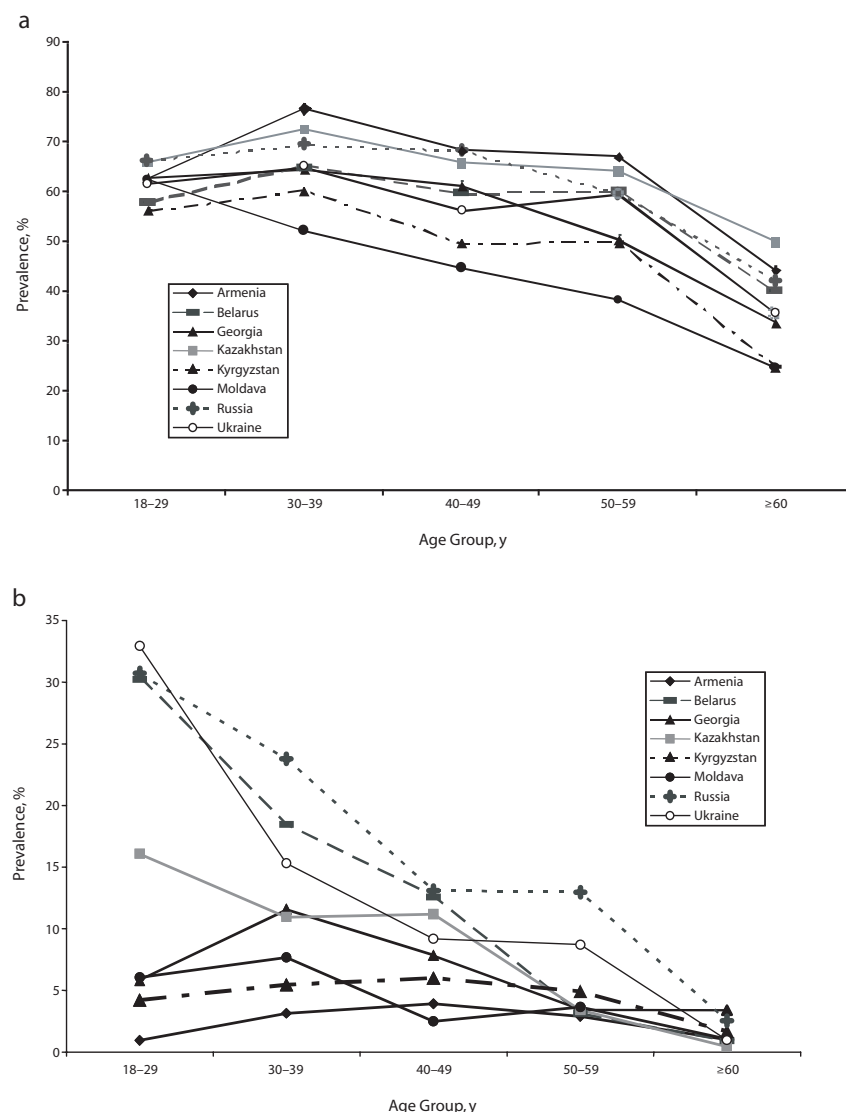 a
90
80
70
60
50
40
30
20
10
0
Prevalence, %
Armenia
Belarus
Georgia
Kazakhstan
Kyrgyzstan
Moldava
Russia
Ukraine
18–29
30–39
40–49
50–59
≥60
Age Group, y
b
35
30
25
20
15
10
5
0
Prevalence, %
Armenia
Belarus
Georgia
Kazakhstan
Kyrgyzstan
Moldava
Russia
Ukraine
18–29
30–39
40–49
50–59
≥60
Age Group, y